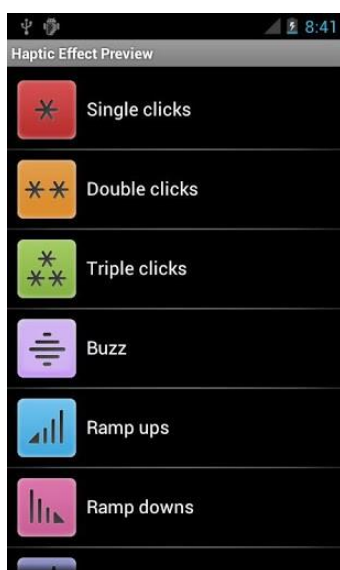 8:41
Haptic Effect Preview
Single clicks
Double clicks
Triple clicks
Buzz
Ramp ups
Ramp downs